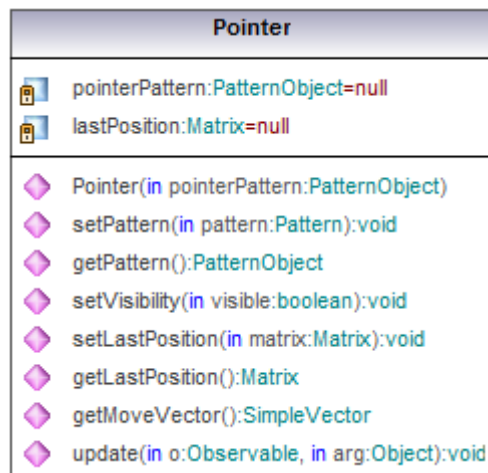 Pointer
pointerPattern:PatternObject=null
lastPosition:Matrix=null
Pointer(in pointerPattern:PatternObject)
setPattern(in pattern:Pattern):void
getPattern():PatternObject
setVisibility(in visible:boolean):void
setLastPosition(in matrix:Matrix):void
getLastPosition():Matrix
getMoveVector():SimpleVector
update(in o:Observable, in arg:Object):void